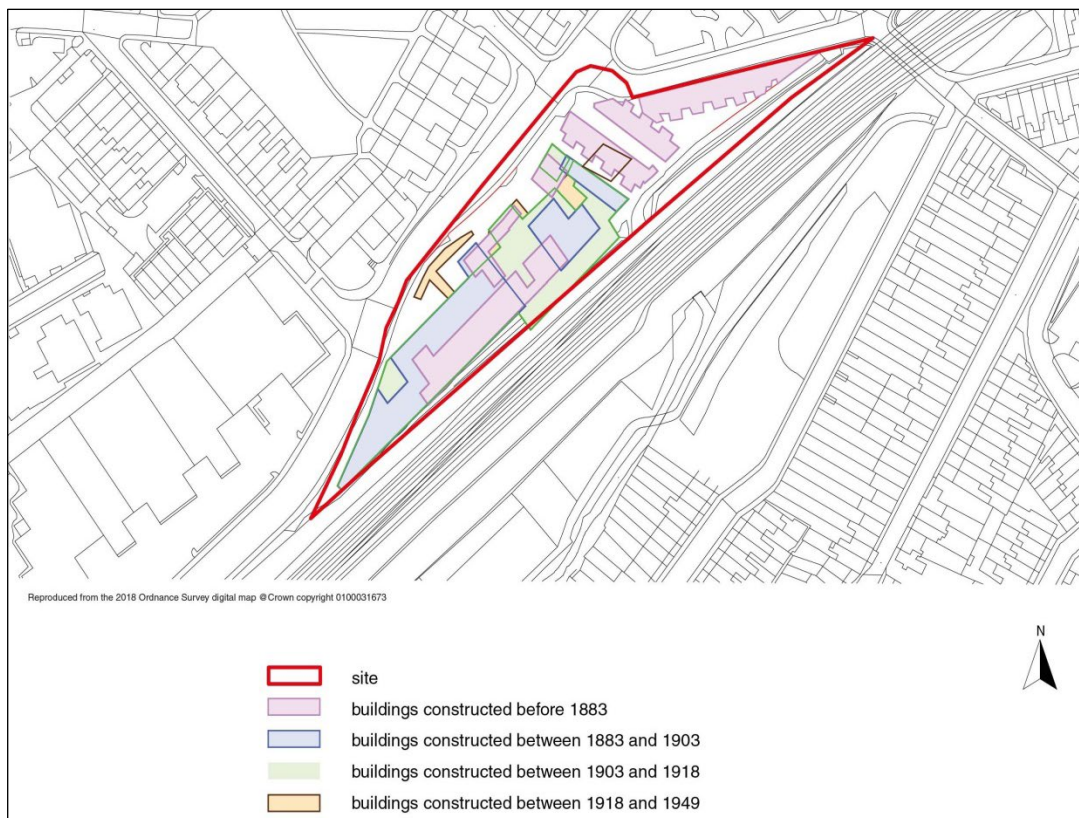 Reproduced from the 2018 Ordnance Survey digital map @Crown copyright 0100031673
N
site
buildings constructed before 1883
buildings constructed between 1883 and 1903
buildings constructed between 1903 and 1918
buildings constructed between 1918 and 1949